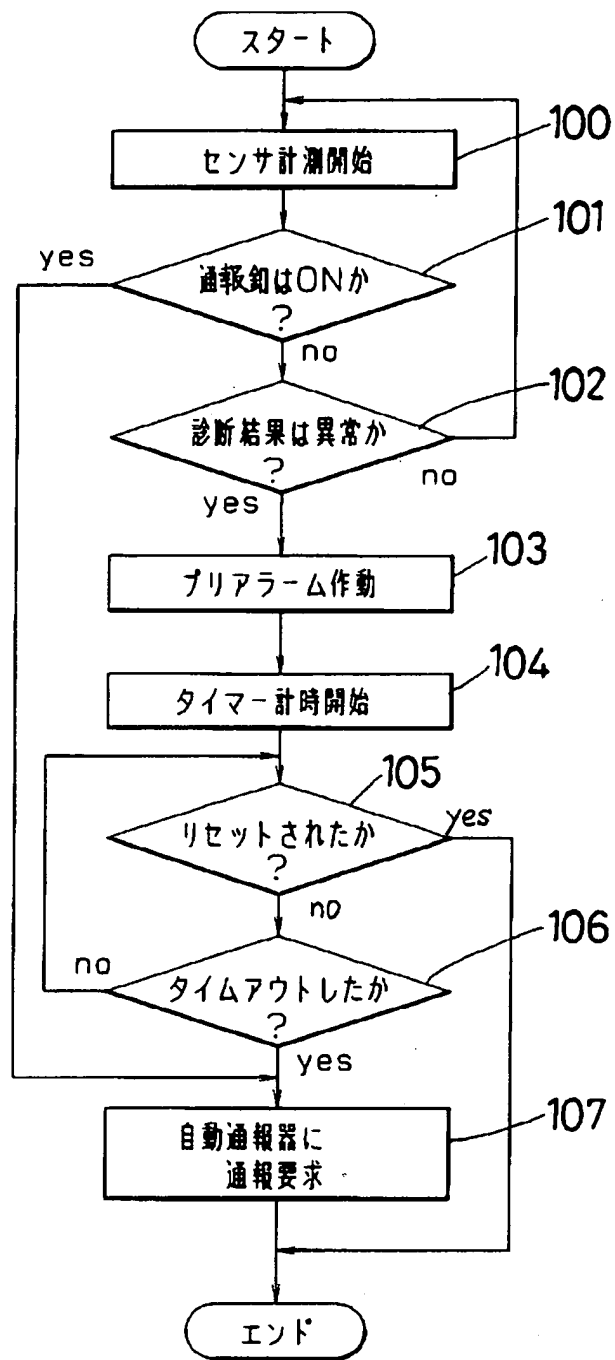 スタート
100
センサ計測開始
101
yes
通報釦はONか
?
no
102
診断結果は異常か
?
no
yes
103
プリアラーム作動
104
タイマー計時開始
105
リセットされたか
?
yes
no
106
no
タイムアウトしたか
?
yes
107
自動通報器に
通報要求
エンド